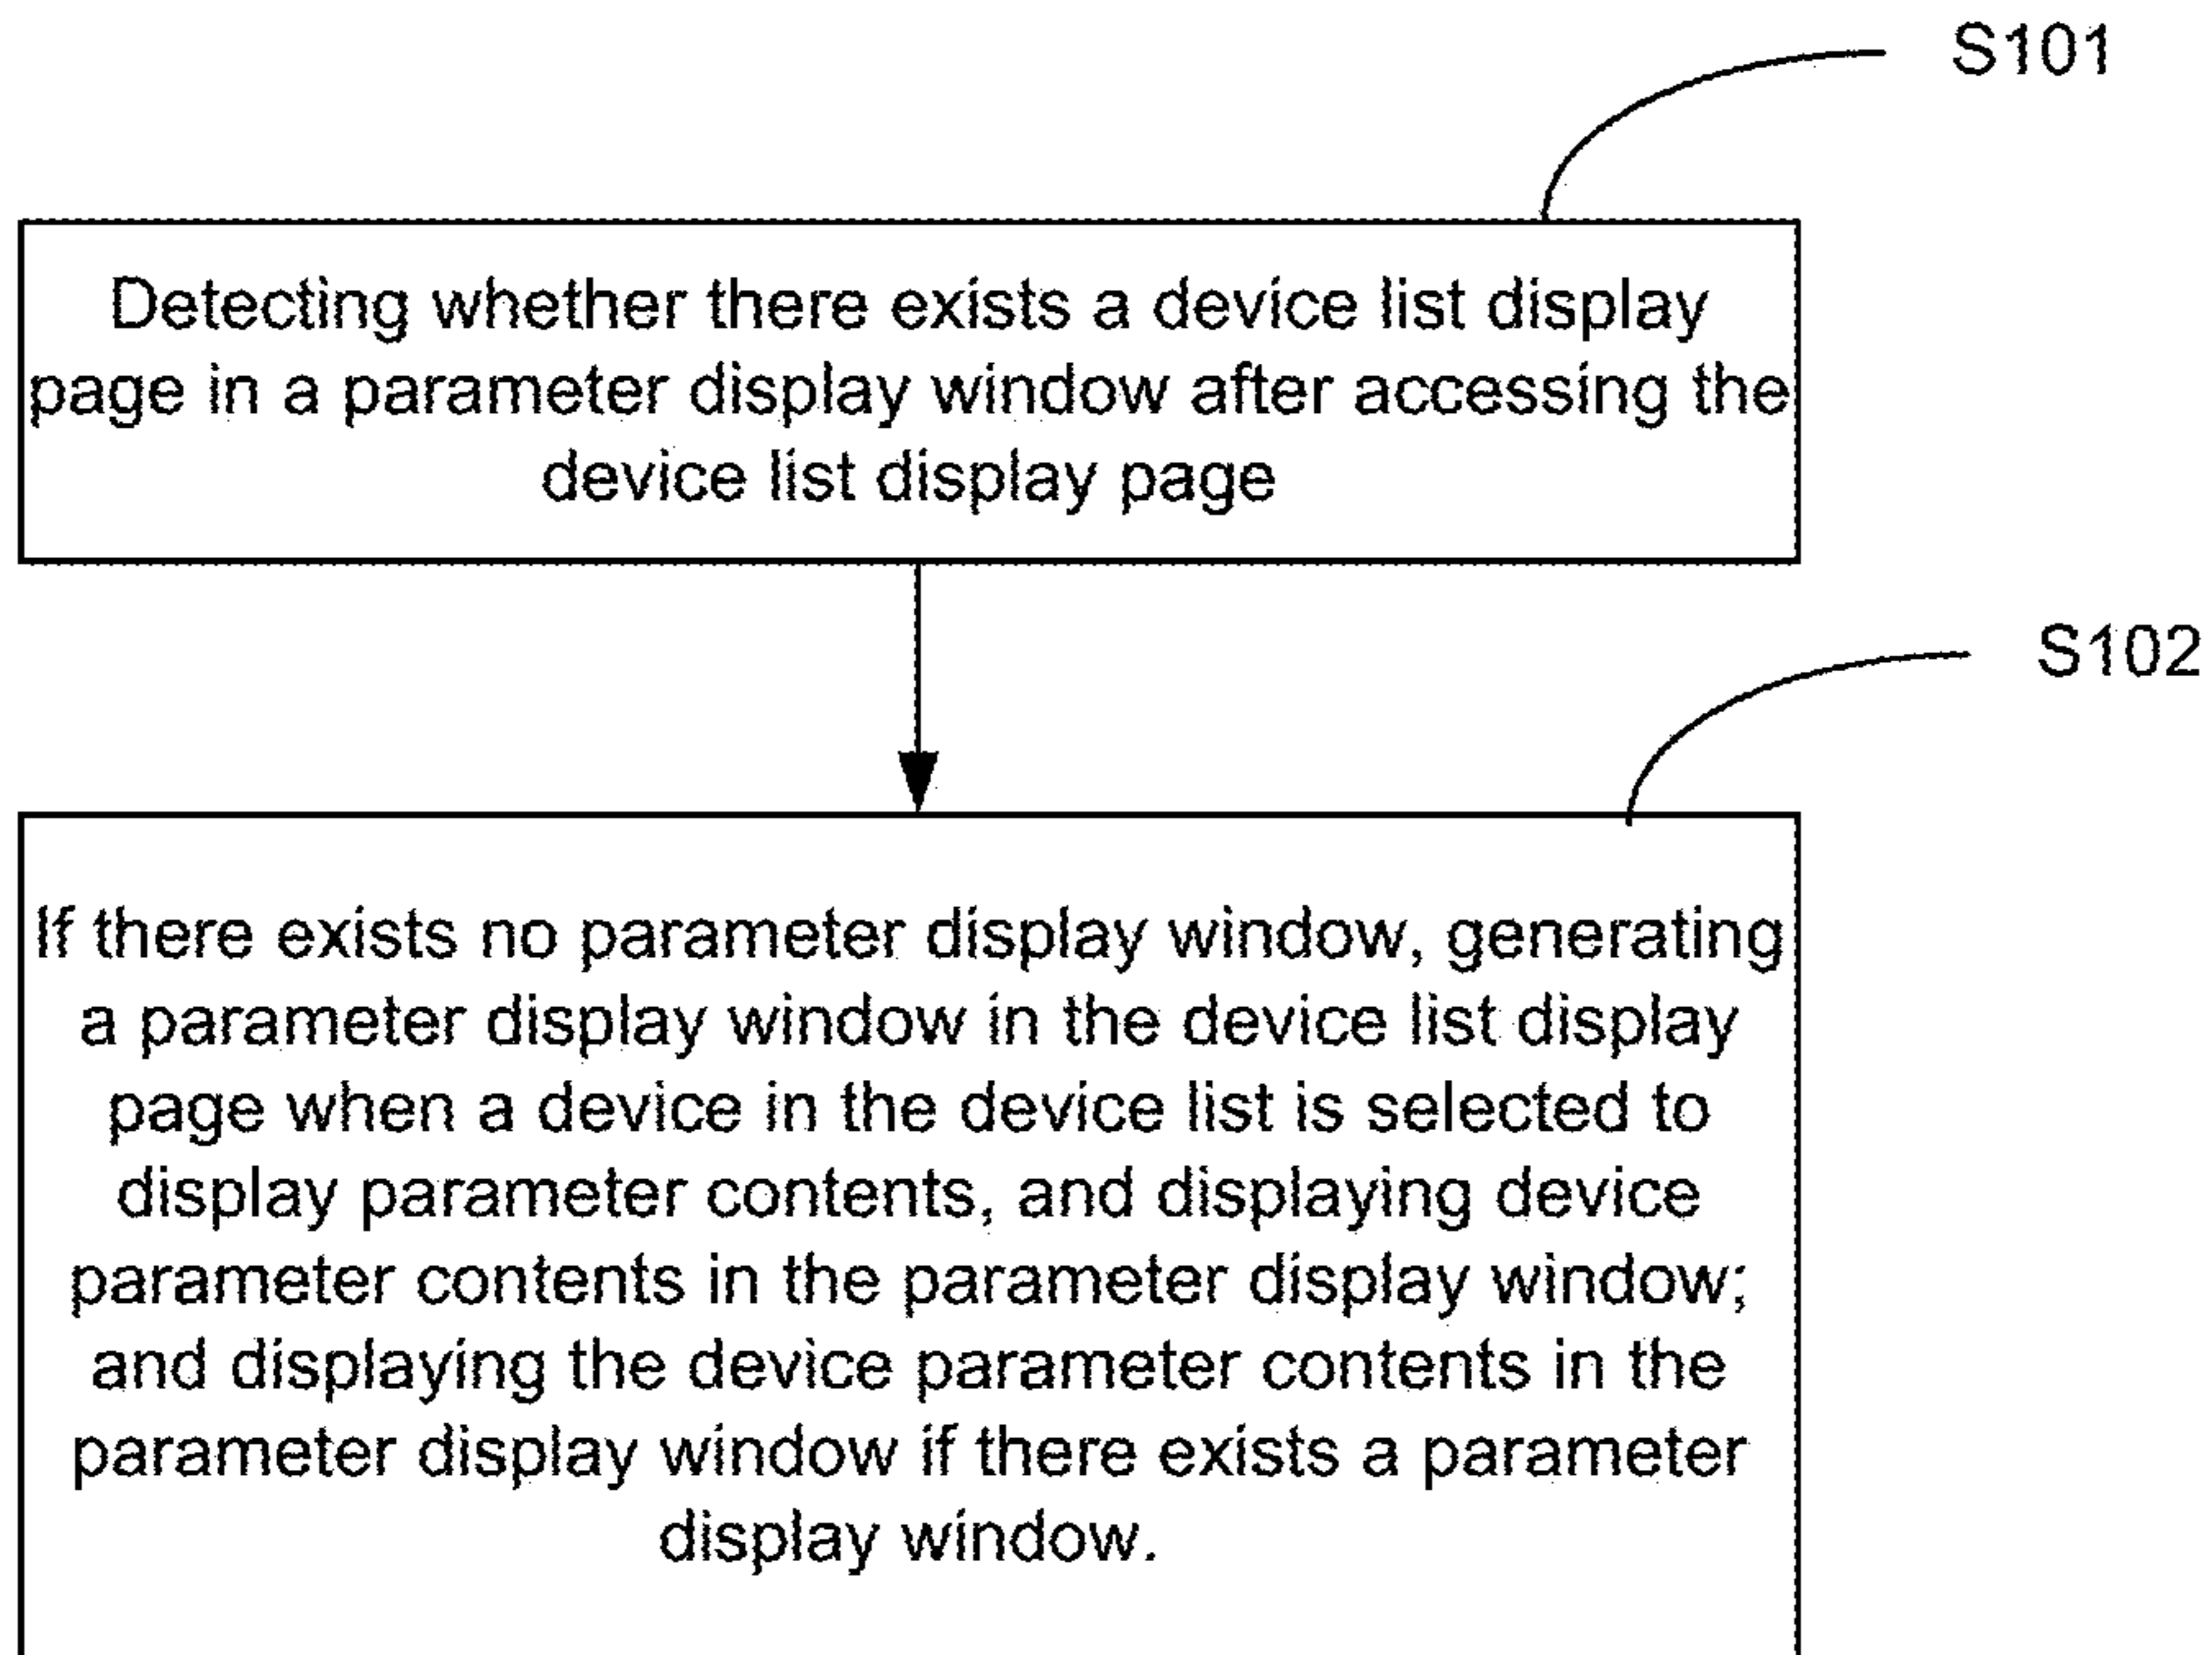 S101
Detecting whether there exists a device list display
page in a parameter display window after accessing the
device list display page
S102
If there exists no parameter display window, generating
a parameter display window in the device list display
page when a device in the device list is selected to
display parameter contents, and displaying device
parameter contents in the parameter display window;
and displaying the device parameter contents in the
parameter display window if there exists a parameter
display window.